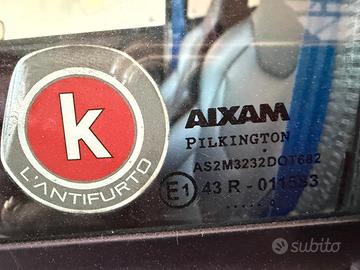 k
L'ANTIFURTO
AIXAM
PILKINGTON
AS2M3232DOT682
E1 43 R - 011583
subito